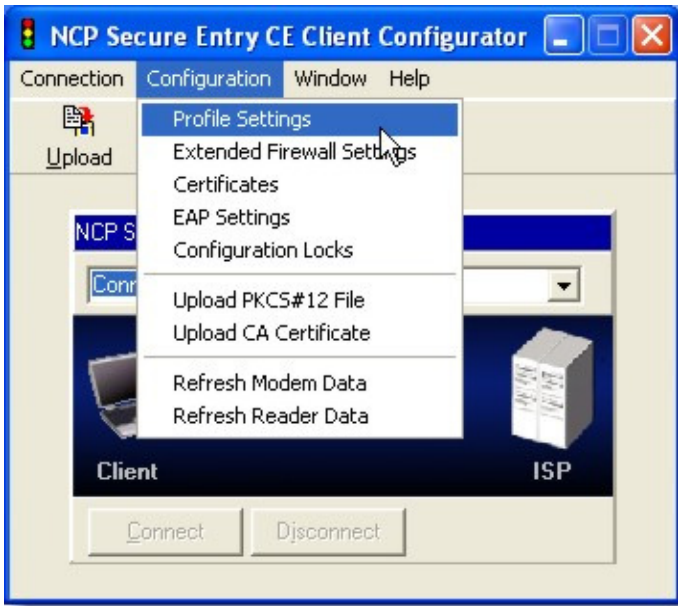 NCP Secure Entry CE Client Configurator
Connection Configuration Window Help
Upload
Profile Settings
Extended Firewall Settings
Certificates
EAP Settings
Configuration Locks
Upload PKCS#12 File
Upload CA Certificate
Refresh Modem Data
Refresh Reader Data
NCP S
Conn
Client ISP
Connect Disconnect